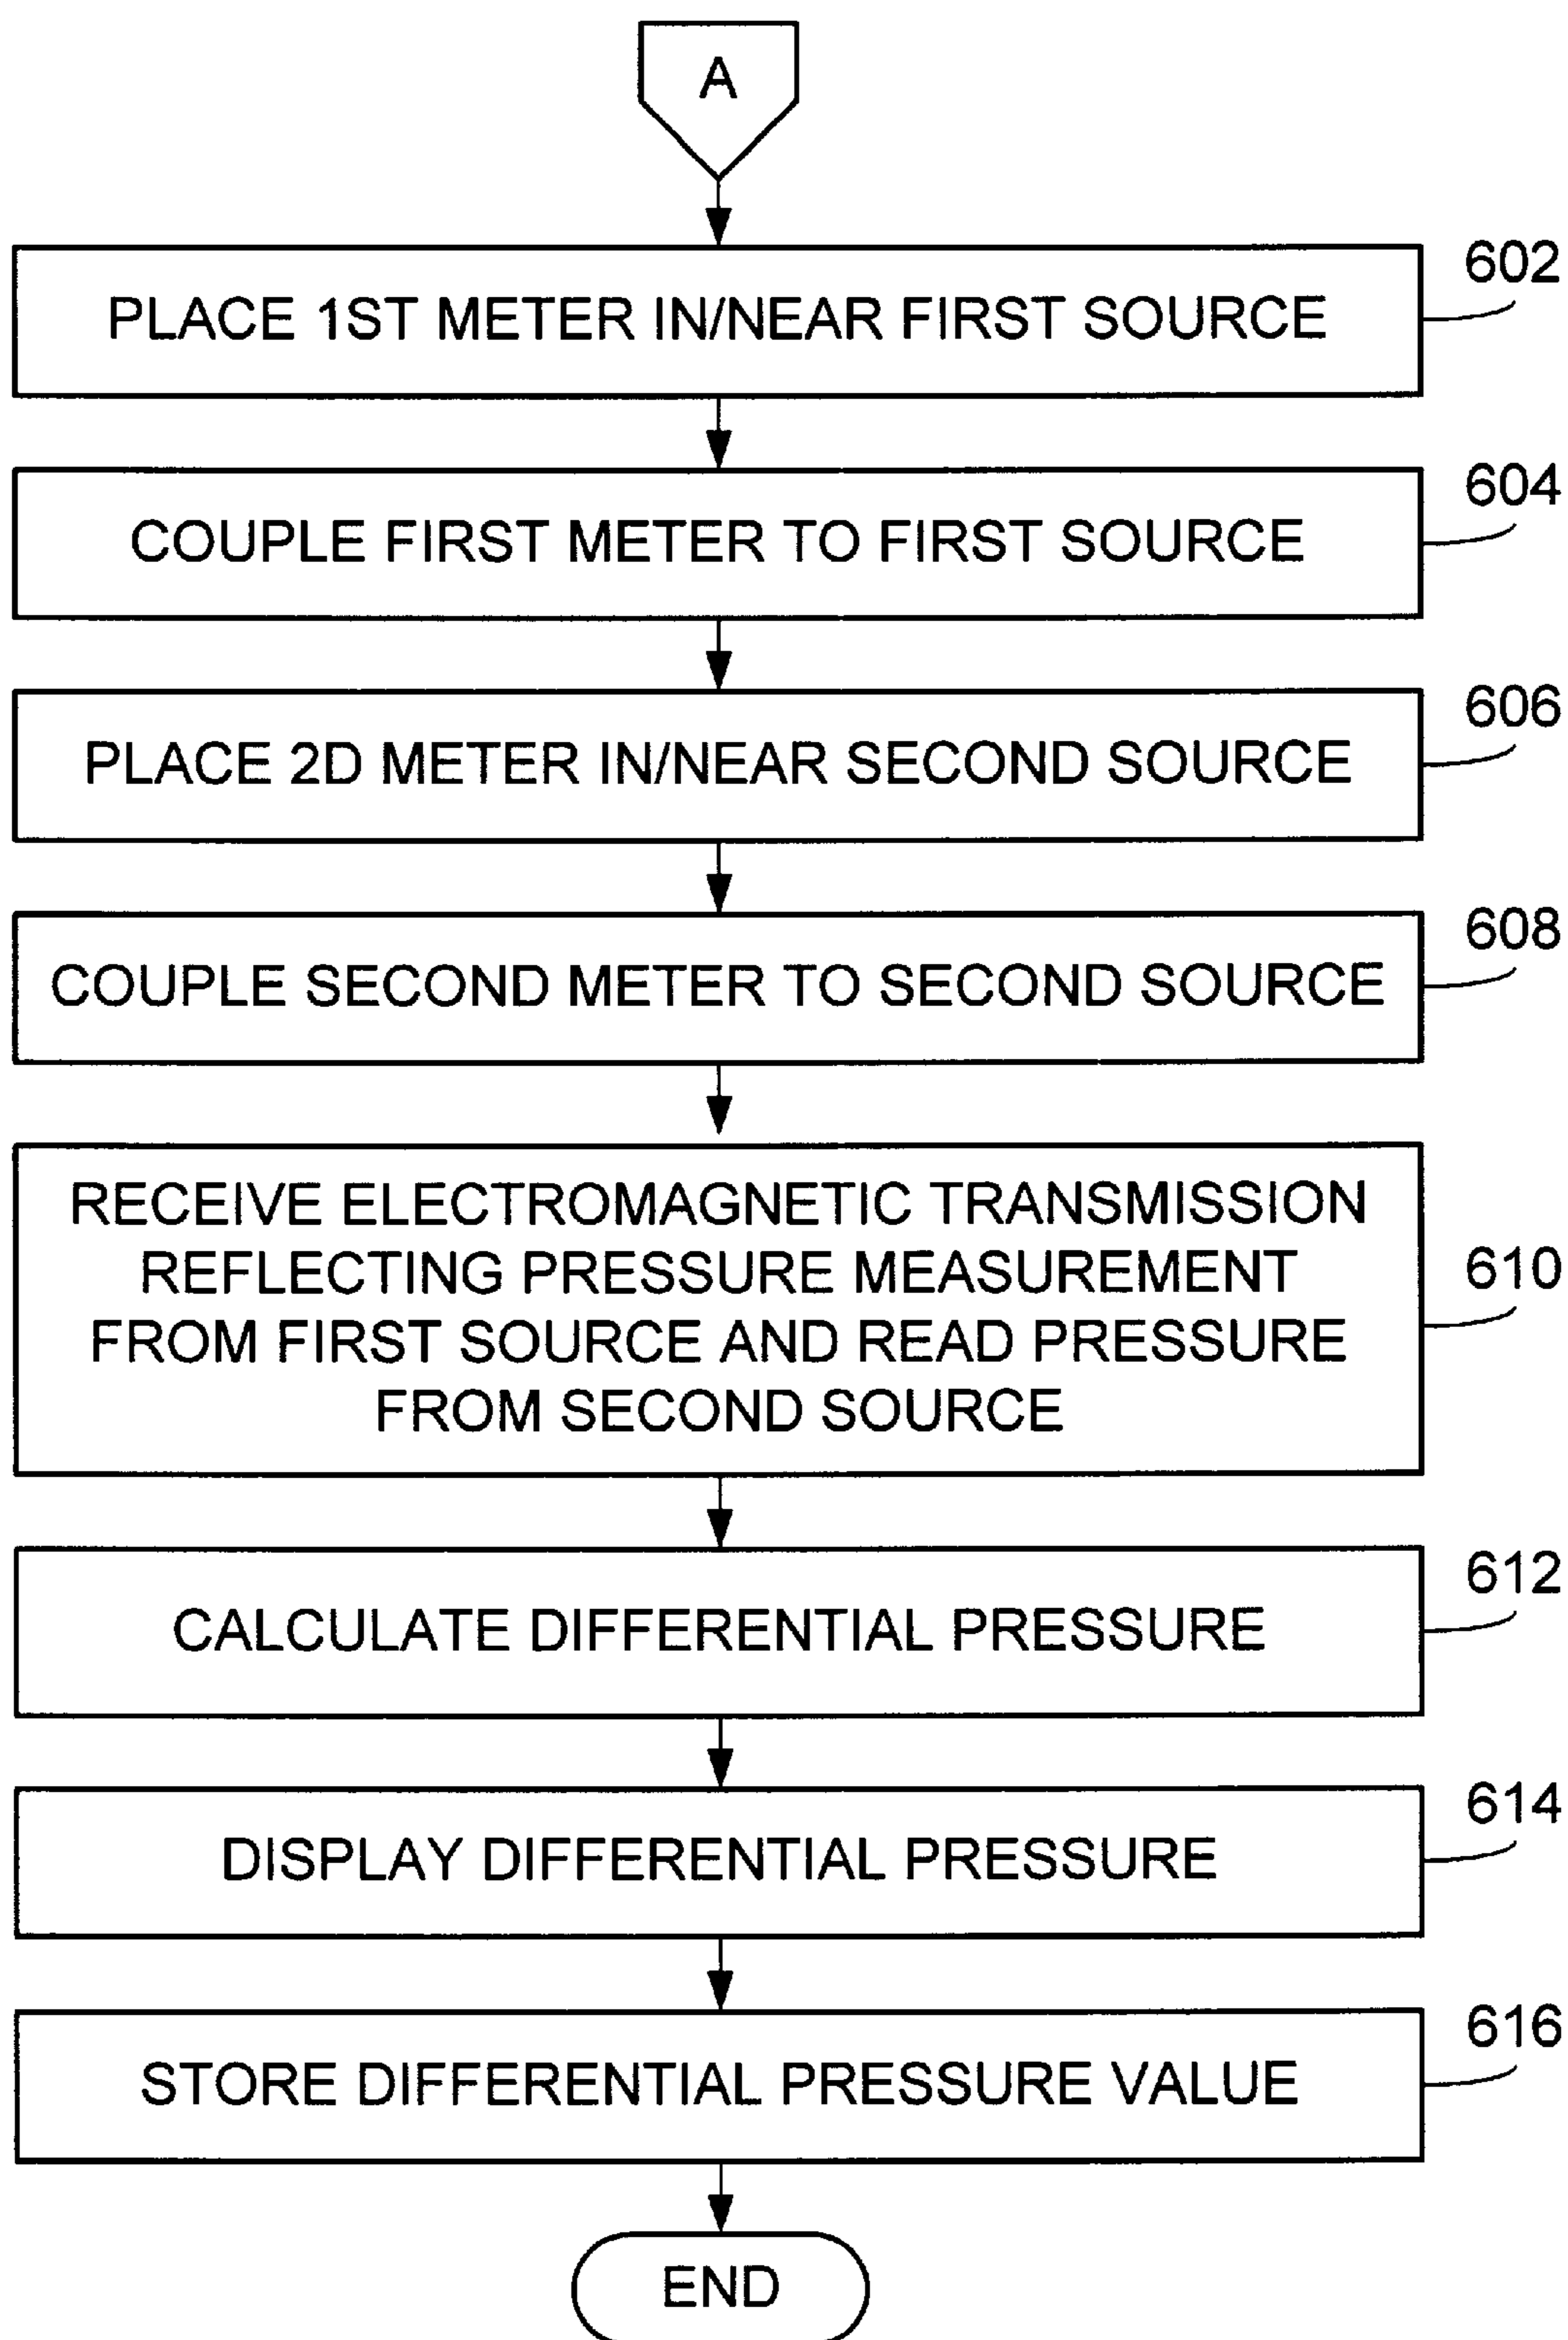 A
602
PLACE 1ST METER IN/NEAR FIRST SOURCE
604
COUPLE FIRST METER TO FIRST SOURCE
606
PLACE 2D METER IN/NEAR SECOND SOURCE
608
COUPLE SECOND METER TO SECOND SOURCE
RECEIVE ELECTROMAGNETIC TRANSMISSION
REFLECTING PRESSURE MEASUREMENT
610
FROM FIRST SOURCE AND READ PRESSURE
FROM SECOND SOURCE
612
CALCULATE DIFFERENTIAL PRESSURE
614
DISPLAY DIFFERENTIAL PRESSURE
616
STORE DIFFERENTIAL PRESSURE VALUE
END